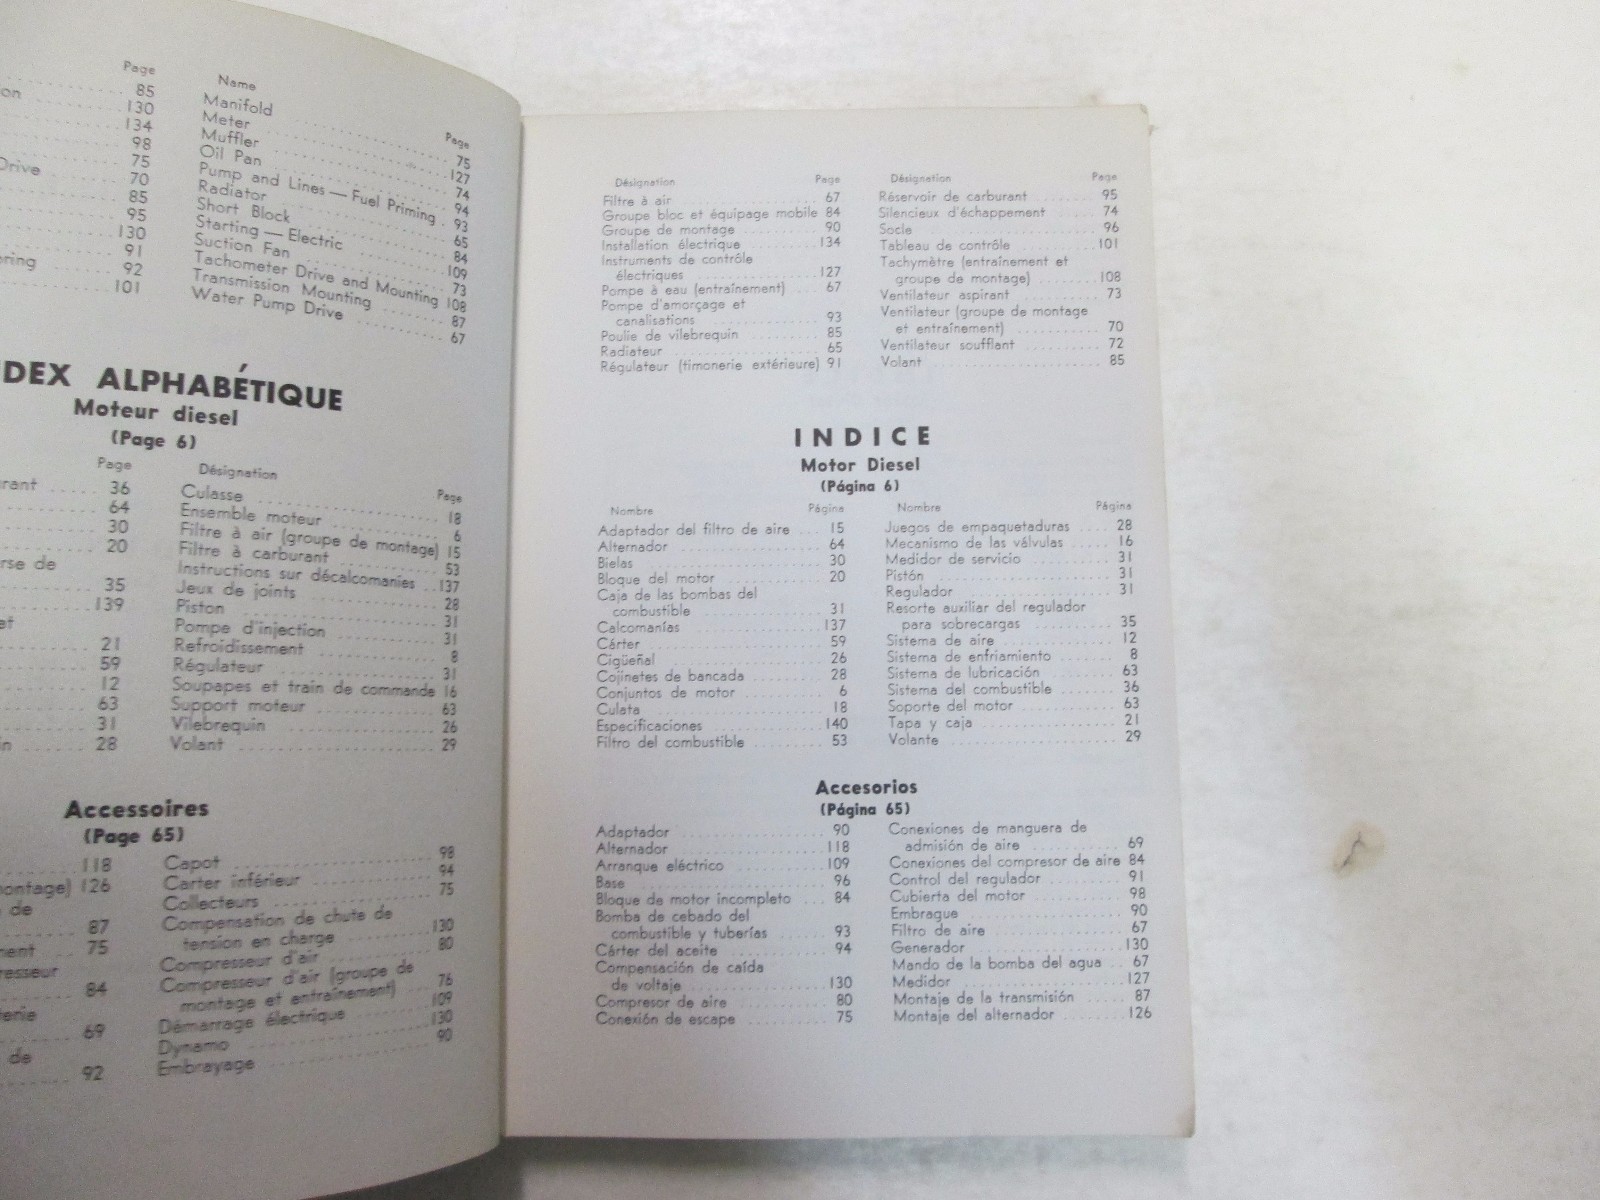 Page
85
on 130
134
98
75
Drive 70
85
95
130
91
92
101
Name Page
Manifold 75
Meter 127
Muffler 74
Oil Pan 94
Pump and Lines — Fuel Priming 93
Radiator 65
Short Block 84
Starting — Electric 109
Suction Fan 73
Tachometer Drive and Mounting 108
Transmission Mounting 87
Water Pump Drive 67
DEX ALPHABÉTIQUE
Moteur diesel
(Page 6)
Page
rant 36
64
30
20
rse de
35
139
et
21
59
12
63
31
in 28
Désignation Page
Culasse 18
Ensemble moteur 6
Filtre à air (groupe de montage) 15
Filtre à carburant 53
Instructions sur décalcomanies 137
Jeux de joints 28
Piston 31
Pompe d'injection 31
Refroidissement 8
Régulateur 31
Soupapes et train de commande 16
Support moteur 63
Vilebrequin 26
Volant 29
Accessoires
(Page 65)
118
montage) 126
de
87
ment 75
resseur
84
erie
69
de
92
Capot 98
Carter inférieur 94
Collecteurs 75
Compensation de chute de
tension en charge 130
Compresseur d'air 80
Compresseur d'air (groupe de
montage et entraînement) 76
Démarrage électrique 109
Dynamo 130
Embrayage 90
Désignation Page
Filtre à air 67
Groupe bloc et équipage mobile 84
Groupe de montage 90
Installation électrique 134
Instruments de contrôle
électriques 127
Pompe à eau (entraînement) 67
Pompe d'amorçage et
canalisations 93
Poulie de vilebrequin 85
Radiateur 65
Régulateur (timonerie extérieure) 91
Désignation Page
Réservoir de carburant 95
Silencieux d'échappement 74
Socle 96
Tableau de contrôle 101
Tachymètre (entraînement et
groupe de montage) 108
Ventilateur aspirant 73
Ventilateur (groupe de montage
et entraînement) 70
Ventilateur soufflant 72
Volant 85
INDICE
Motor Diesel
(Página 6)
Nombre Página
Adaptador del filtro de aire 15
Alternador 64
Bielas 30
Bloque del motor 20
Caja de las bombas del
combustible 31
Calcomanías 137
Cárter 59
Cigüeñal 26
Cojinetes de bancada 28
Conjuntos de motor 6
Culata 18
Especificaciones 140
Filtro del combustible 53
Nombre Página
Juegos de empaquetaduras 28
Mecanismo de las válvulas 16
Medidor de servicio 31
Pistón 31
Regulador 31
Resorte auxiliar del regulador
para sobrecargas 35
Sistema de aire 12
Sistema de enfriamiento 8
Sistema de lubricación 63
Sistema del combustible 36
Soporte del motor 63
Tapa y caja 21
Volante 29
Accesorios
(Página 65)
Adaptador 90
Alternador 118
Arranque eléctrico 109
Base 96
Bloque de motor incompleto 84
Bomba de cebado del
combustible y tuberías 93
Cárter del aceite 94
Compensación de caída
de voltaje 130
Compresor de aire 80
Conexión de escape 75
Conexiones de manguera de
admisión de aire 69
Conexiones del compresor de aire 84
Control del regulador 91
Cubierta del motor 98
Embrague 90
Filtro de aire 67
Generador 130
Mando de la bomba del agua 67
Medidor 127
Montaje de la transmisión 87
Montaje del alternador 126